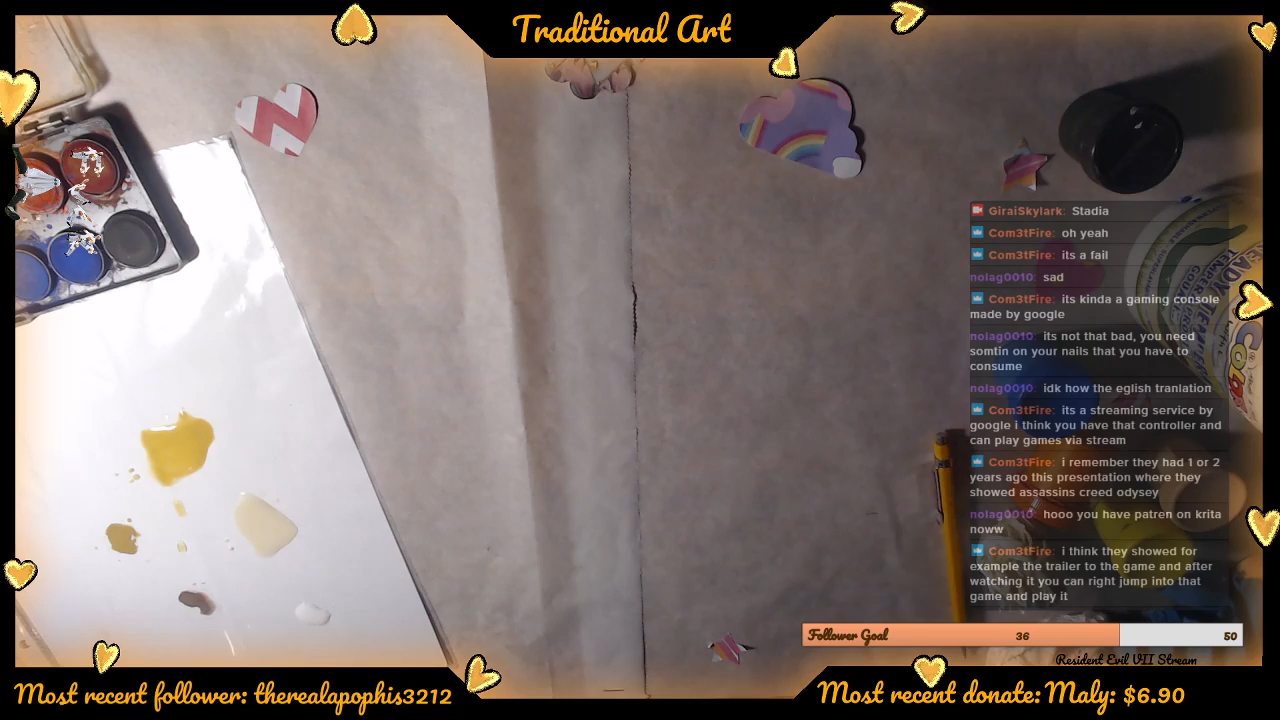 Traditional Art
GiraiSkylark: Stadia
Com3tFire: oh yeah
Com3tFire: its a fail
nolag0010: sad
Com3tFire: its kinda a gaming console
made by google
nolag0010: its not that bad, you need
somtin on your nails that you have to
consume
nolag0010: idk how the eglish tranlation
Com3tFire: its a streaming service by
google i think you have that controller and
can play games via stream
Com3tFire: i remember they had 1 or 2
years ago this presentation where they
showed assassins creed odysey
nolag0010: hooo you have patren on krita
noww
Com3tFire: i think they showed for
example the trailer to the game and after
watching it you can right jump into that
game and play it
Follower Goal 36 50
Resident Evil VII Stream
Most recent follower: therealapophis3212
Most recent donate: Maly: $6.90